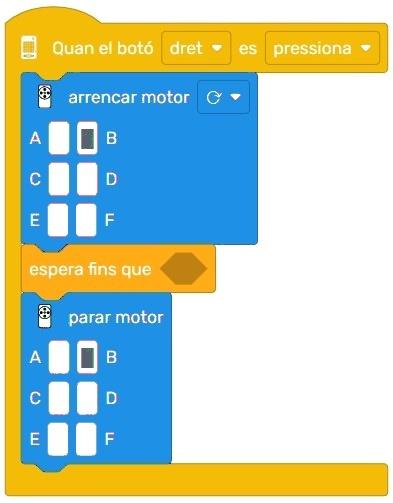 Quan el botó dret es pressiona
arrencar motor
A B
C D
E F
espera fins que
parar motor
A B
C D
E F